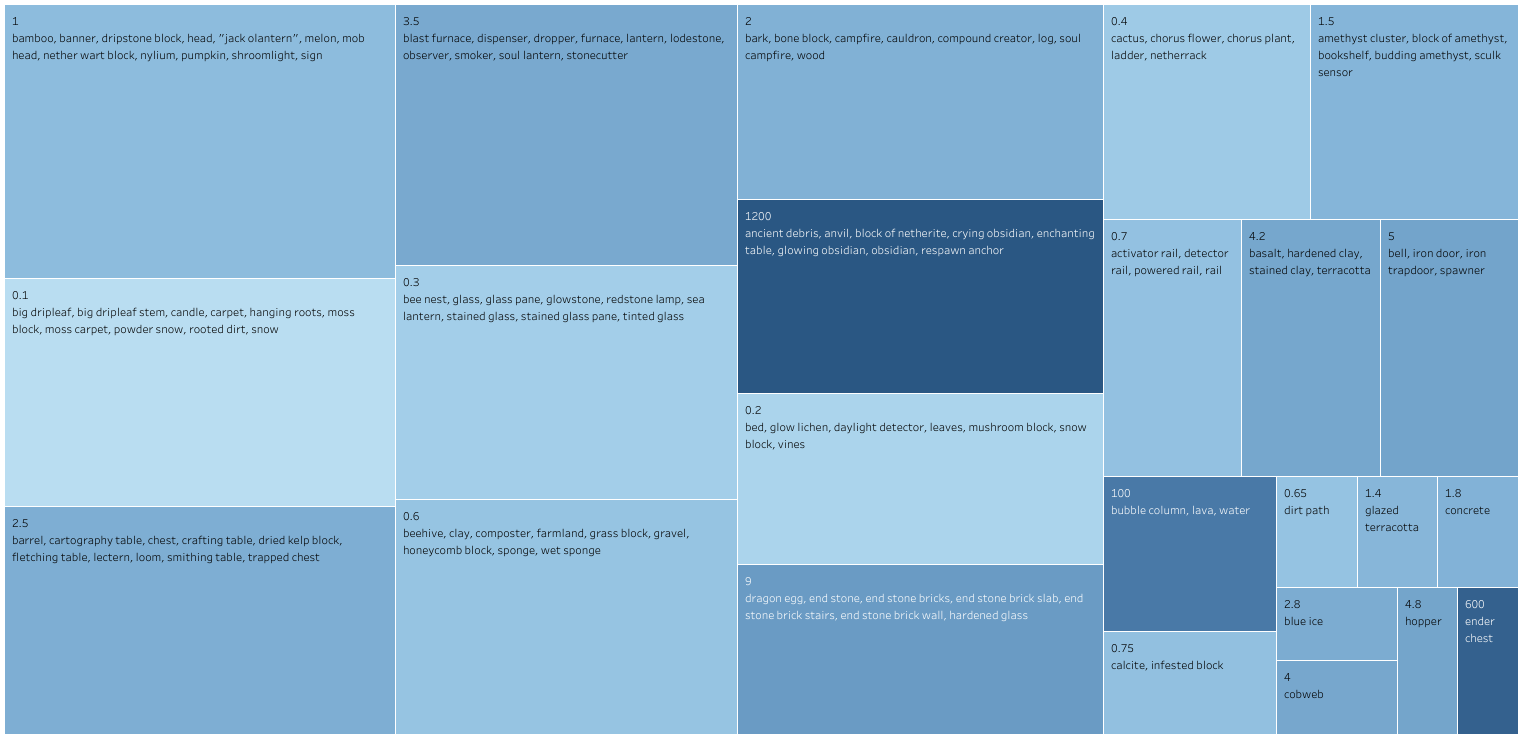 1
bamboo, banner, dripstone block, head, "jack olantern", melon, mob
head, nether wart block, nylium, pumpkin, shroomlight, sign
0.1
big dripleaf, big dripleaf stem, candle, carpet, hanging roots, moss
block, moss carpet, powder snow, rooted dirt, snow
2.5
barrel, cartography table, chest, crafting table, dried kelp block,
fletching table, lectern, loom, smithing table, trapped chest
3.5
blast furnace, dispenser, dropper, furnace, lantern, lodestone,
observer, smoker, soul lantern, stonecutter
0.3
bee nest, glass, glass pane, glowstone, redstone lamp, sea
lantern, stained glass, stained glass pane, tinted glass
0.6
beehive, clay, composter, farmland, grass block, gravel,
honeycomb block, sponge, wet sponge
2
bark, bone block, campfire, cauldron, compound creator, log, soul
campfire, wood
1200
ancient debris, anvil, block of netherite, crying obsidian, enchanting
table, glowing obsidian, obsidian, respawn anchor
0.2
bed, glow lichen, daylight detector, leaves, mushroom block, snow
block, vines
9
dragon egg, end stone, end stone bricks, end stone brick slab, end
stone brick stairs, end stone brick wall, hardened glass
0.4
cactus, chorus flower, chorus plant,
ladder, netherrack
1.5
amethyst cluster, block of amethyst,
bookshelf, budding amethyst, sculk
sensor
0.7
activator rail, detector
rail, powered rail, rail
4.2
basalt, hardened clay,
stained clay, terracotta
5
bell, iron door, iron
trapdoor, spawner
100
bubble column, lava, water
0.75
calcite, infested block
0.65
dirt path
1.4
glazed
terracotta
1.8
concrete
2.8
blue ice
4
cobweb
4.8
hopper
600
ender
chest